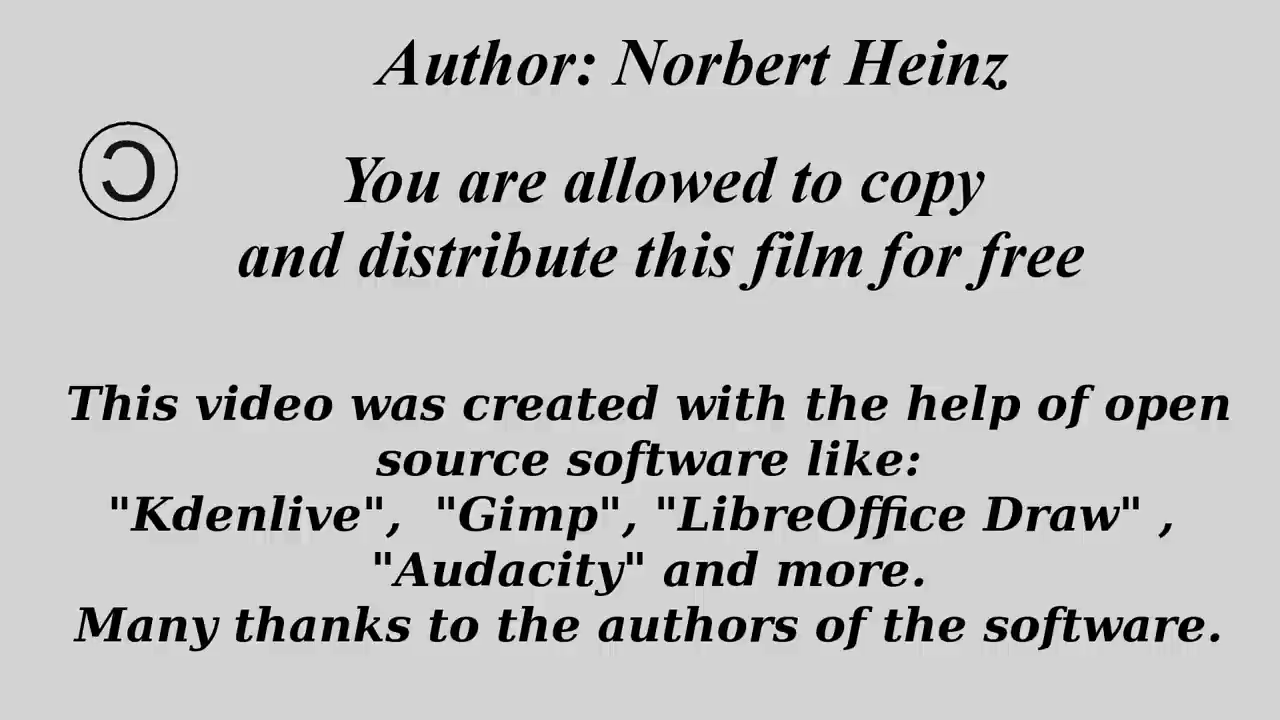 Author: Norbert Heinz
You are allowed to copy
and distribute this film for free
This video was created with the help of open
source software like:
"Kdenlive",  "Gimp", "LibreOffice Draw" ,
"Audacity" and more.
Many thanks to the authors of the software.